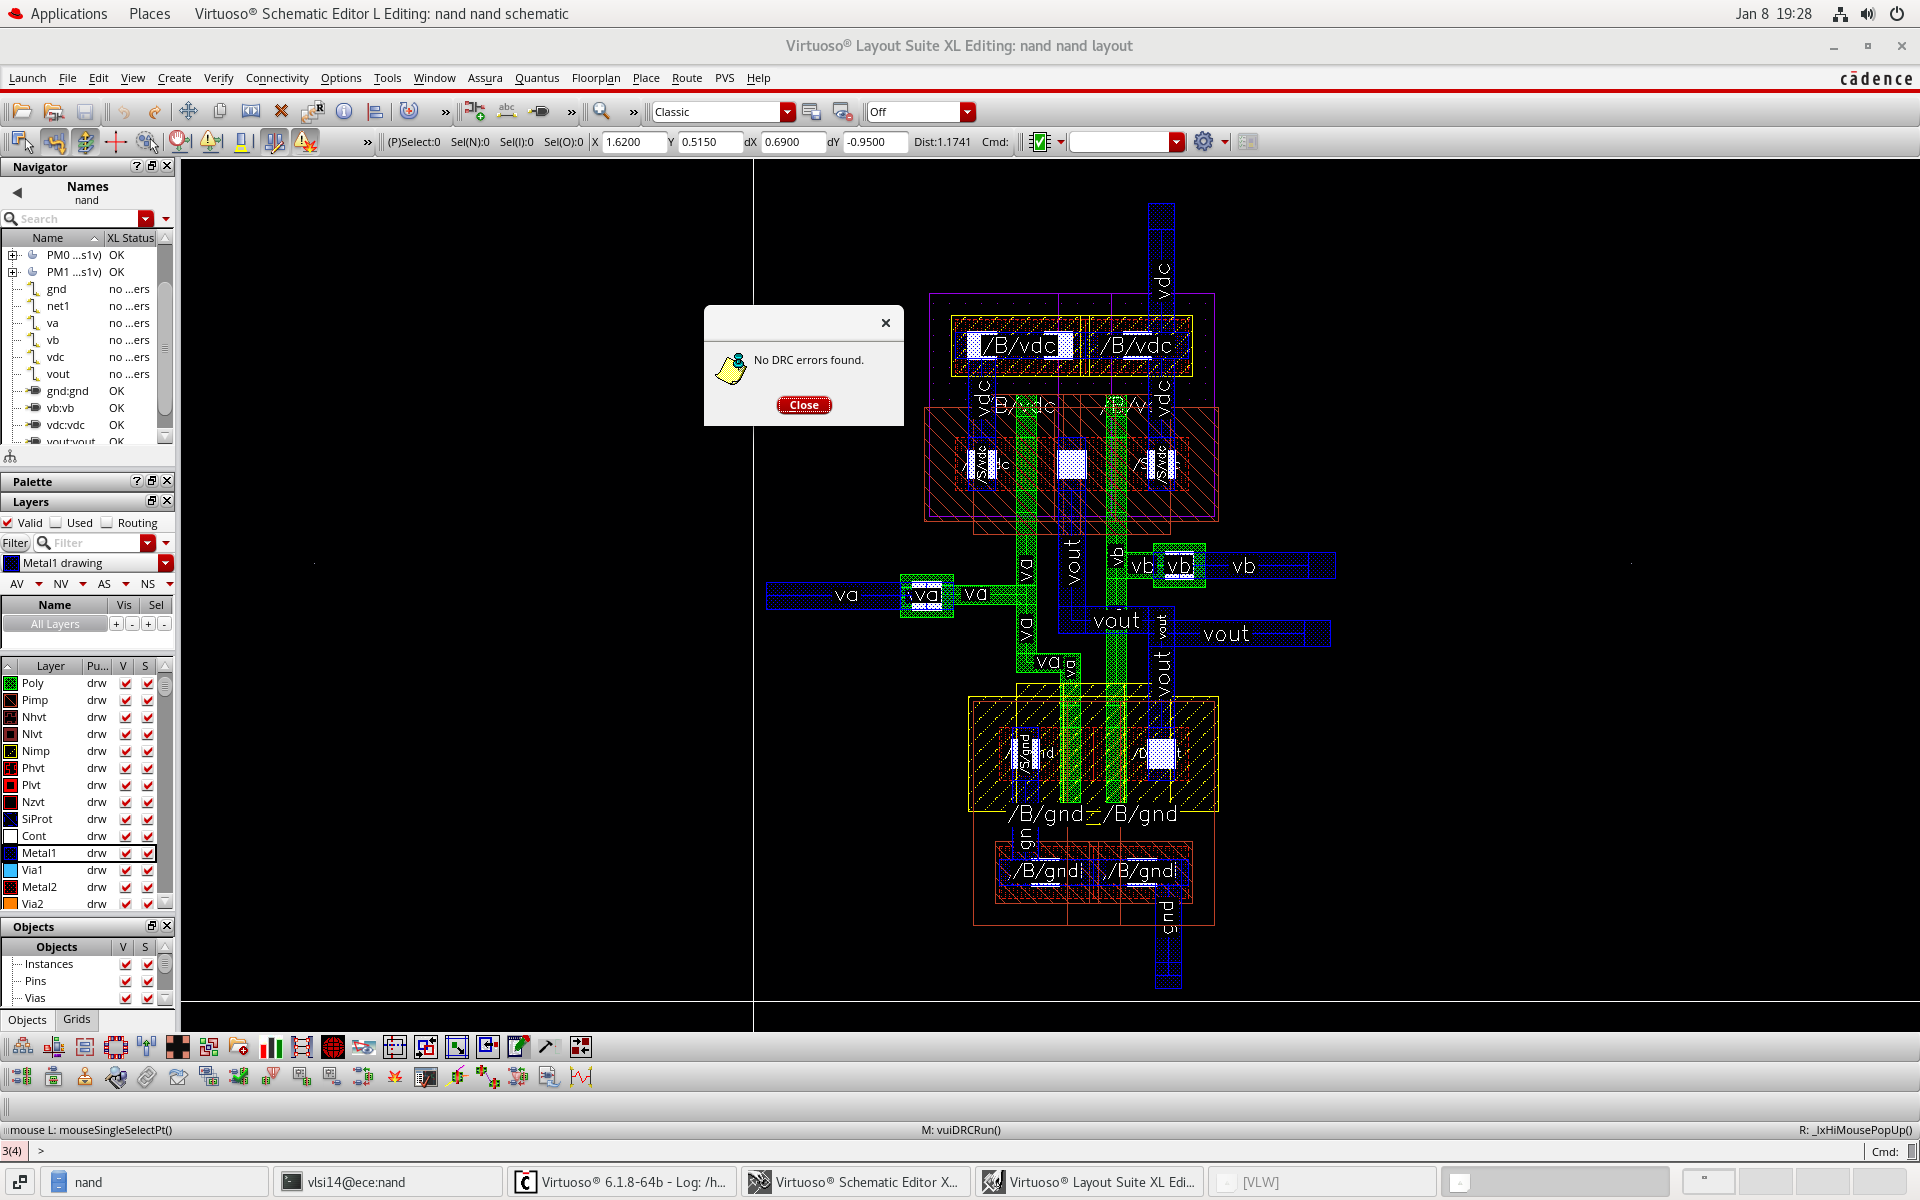 Applications Places Virtuoso® Schematic Editor L Editing: nand nand schematic Jan 8 19:28
Virtuoso® Layout Suite XL Editing: nand nand layout
Launch File Edit View Create Verify Connectivity Options Tools Window Assura Quantus Floorplan Place Route PVS Help cādence
Classic Off
(P)Select:0 Sel(N):0 Sel(I):0 Sel(O):0 X 1.6200 Y 0.5150 dX 0.6900 dY -0.9500 Dist:1.1741 Cmd:
Navigator
Names
nand
Search
Name XL Status
PM0 ...s1v) OK
PM1 ...s1v) OK
gnd no ...ers
net1 no ...ers
va no ...ers
vb no ...ers
vdc no ...ers
vout no ...ers
gnd:gnd OK
vb:vb OK
vdc:vdc OK
vout:vout OK
Palette
Layers
Valid Used Routing
Filter Filter
Metal1 drawing
AV NV AS NS
Name Vis Sel
All Layers + - + -
Layer Pu... V S
Poly drw
Pimp drw
Nhvt drw
Nlvt drw
Nimp drw
Phvt drw
Plvt drw
Nzvt drw
SiProt drw
Cont drw
Metal1 drw
Via1 drw
Metal2 drw
Via2 drw
Objects
Objects V S
Instances
Pins
Vias
Objects Grids
No DRC errors found.
Close
vdc
/B/vdc /B/vdc
vdc vdc
/S/vdc /S/vdc
va vout vb vb vb vb
va va va
vout vout vout
va va va vout
/S/gnd
/B/gnd /B/gnd
/B/gnd /B/gnd
gnd
mouse L: mouseSingleSelectPt() M: vuiDRCRun() R: _lxHiMousePopUp()
3(4) > Cmd:
nand vlsi14@ece:nand Virtuoso® 6.1.8-64b - Log: /h... Virtuoso® Schematic Editor X... Virtuoso® Layout Suite XL Edi... [VLW]